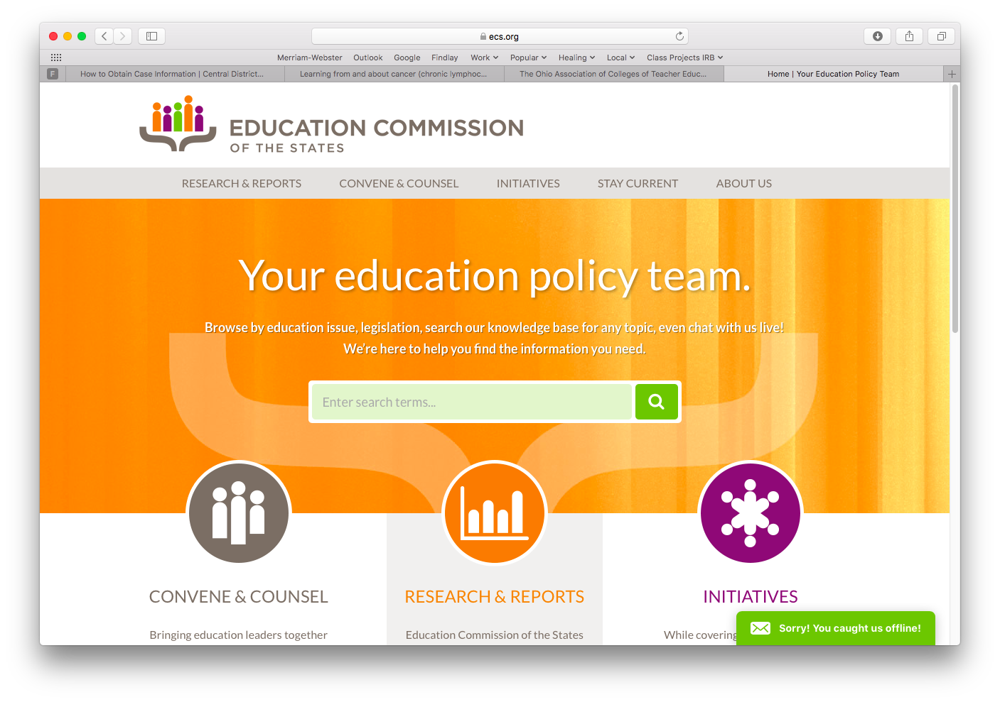 ecs.org
Merriam-Webster Outlook Google Findlay Work Popular Healing Local Class Projects IRB
F How to Obtain Case Information | Central District... Learning from and about cancer (chronic lymphoc... The Ohio Association of Colleges of Teacher Educ... Home | Your Education Policy Team
EDUCATION COMMISSION
OF THE STATES
RESEARCH & REPORTS CONVENE & COUNSEL INITIATIVES STAY CURRENT ABOUT US
Your education policy team.
Browse by education issue, legislation, search our knowledge base for any topic, even chat with us live!
We're here to help you find the information you need.
Enter search terms...
CONVENE & COUNSEL RESEARCH & REPORTS INITIATIVES
Bringing education leaders together Education Commission of the States While covering
Sorry! You caught us offline!